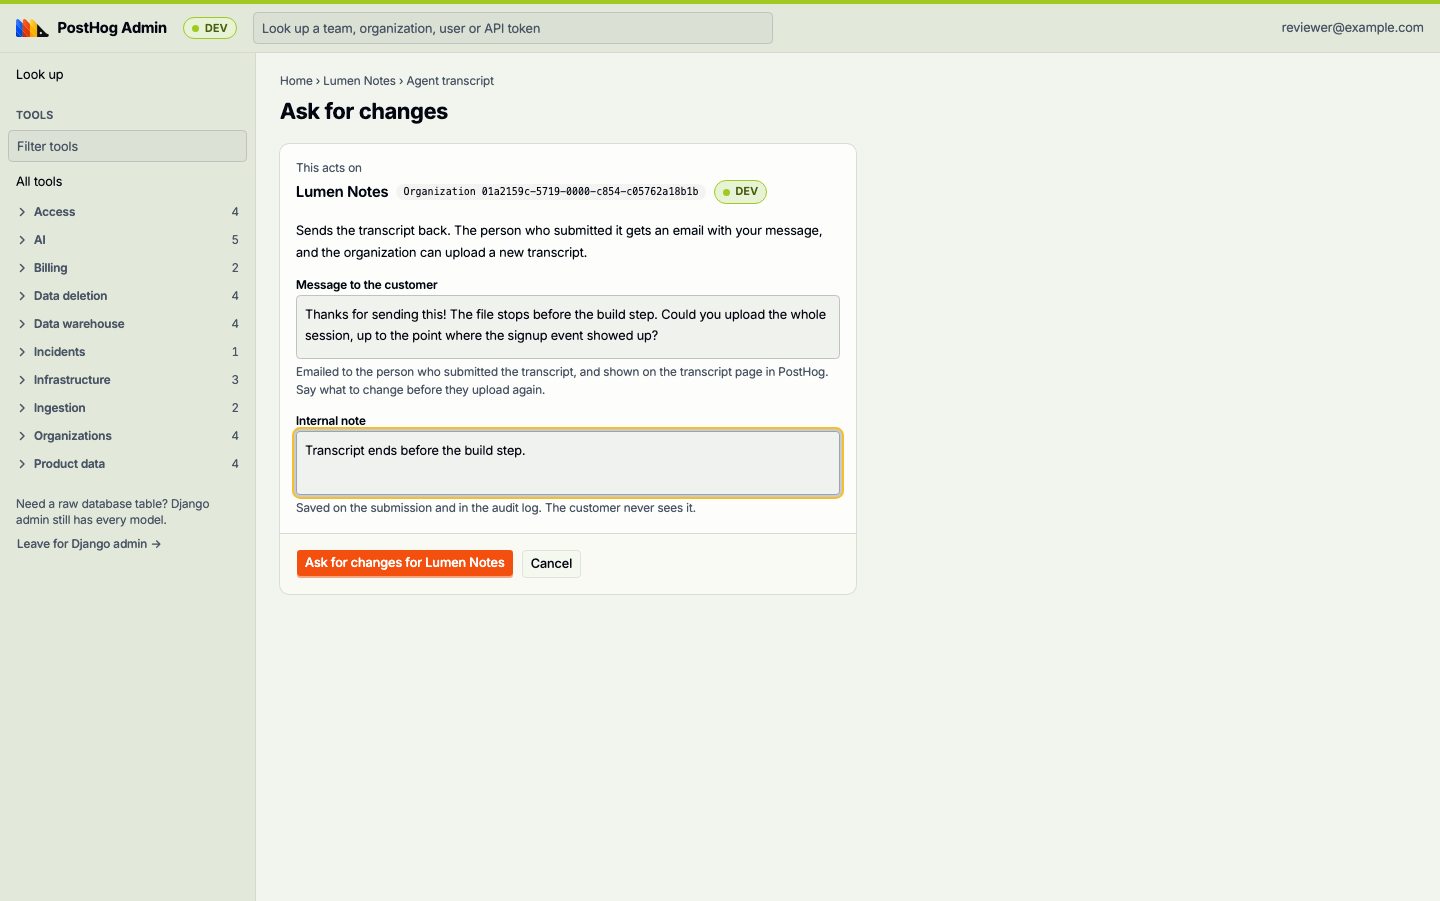 PostHog Admin
DEV
Look up a team, organization, user or API token
reviewer@example.com
Look up
TOOLS
Filter tools
All tools
Access 4
AI 5
Billing 2
Data deletion 4
Data warehouse 4
Incidents 1
Infrastructure 3
Ingestion 2
Organizations 4
Product data 4
Need a raw database table? Django
admin still has every model.
Leave for Django admin →
Home › Lumen Notes › Agent transcript
Ask for changes
This acts on
Lumen Notes Organization 01a2159c-5719-0000-c854-c05762a18b1b DEV
Sends the transcript back. The person who submitted it gets an email with your message,
and the organization can upload a new transcript.
Message to the customer
Thanks for sending this! The file stops before the build step. Could you upload the whole
session, up to the point where the signup event showed up?
Emailed to the person who submitted the transcript, and shown on the transcript page in PostHog.
Say what to change before they upload again.
Internal note
Transcript ends before the build step.
Saved on the submission and in the audit log. The customer never sees it.
Ask for changes for Lumen Notes
Cancel